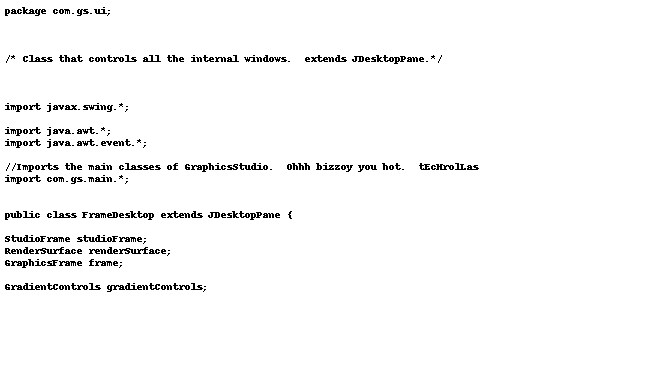 package com.gs.ui;
/* Class that controls all the internal windows.  extends JDesktopPane.*/
import javax.swing.*;
import java.awt.*;
import java.awt.event.*;
//Imports the main classes of GraphicsStudio.  Ohhh bizzoy you hot.  tEcHrolLas
import com.gs.main.*;
public class FrameDesktop extends JDesktopPane {
StudioFrame studioFrame;
RenderSurface renderSurface;
GraphicsFrame frame;
GradientControls gradientControls;